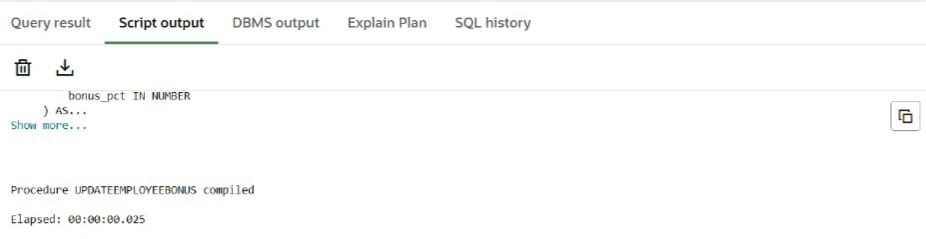 Query result Script output DBMS output Explain Plan SQL history
bonus_pct IN NUMBER
) AS...
Show more...
Procedure UPDATEEMPLOYEEBONUS compiled
Elapsed: 00:00:00.025